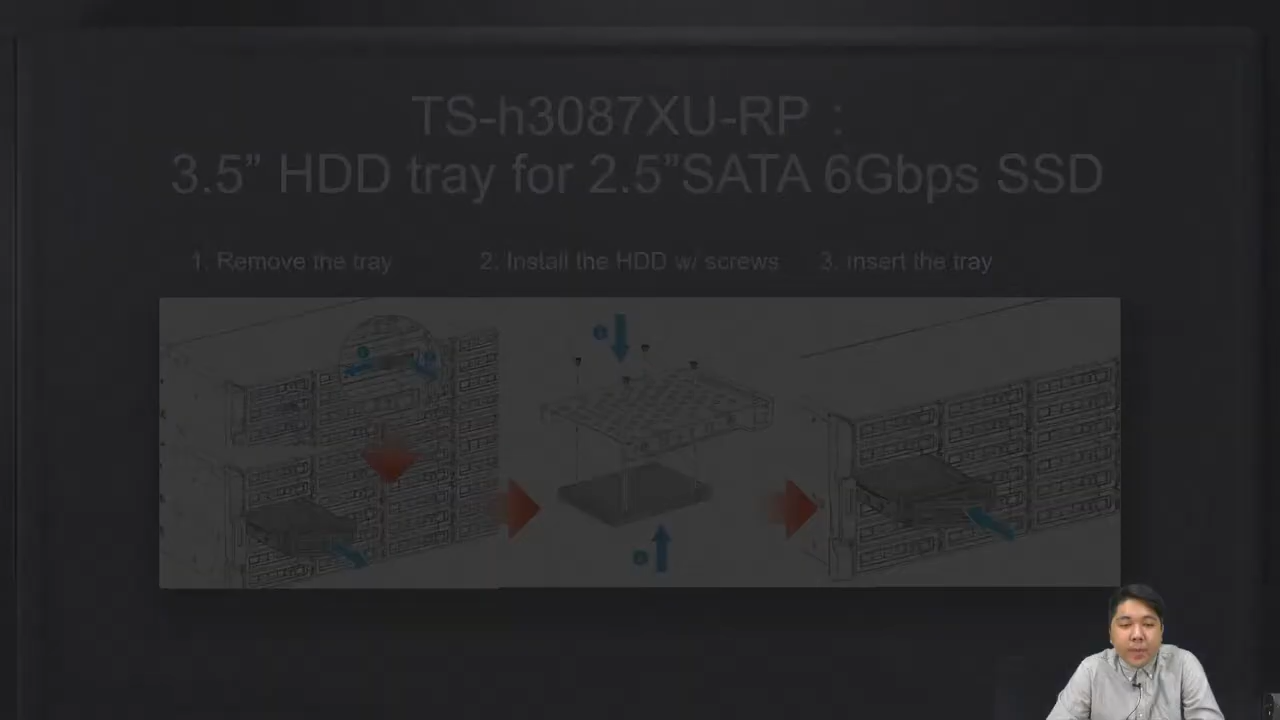 TS-h3087XU-RP :
3.5” HDD tray for 2.5”SATA 6Gbps SSD
1. Remove the tray
2. Install the HDD w/ screws
3. insert the tray